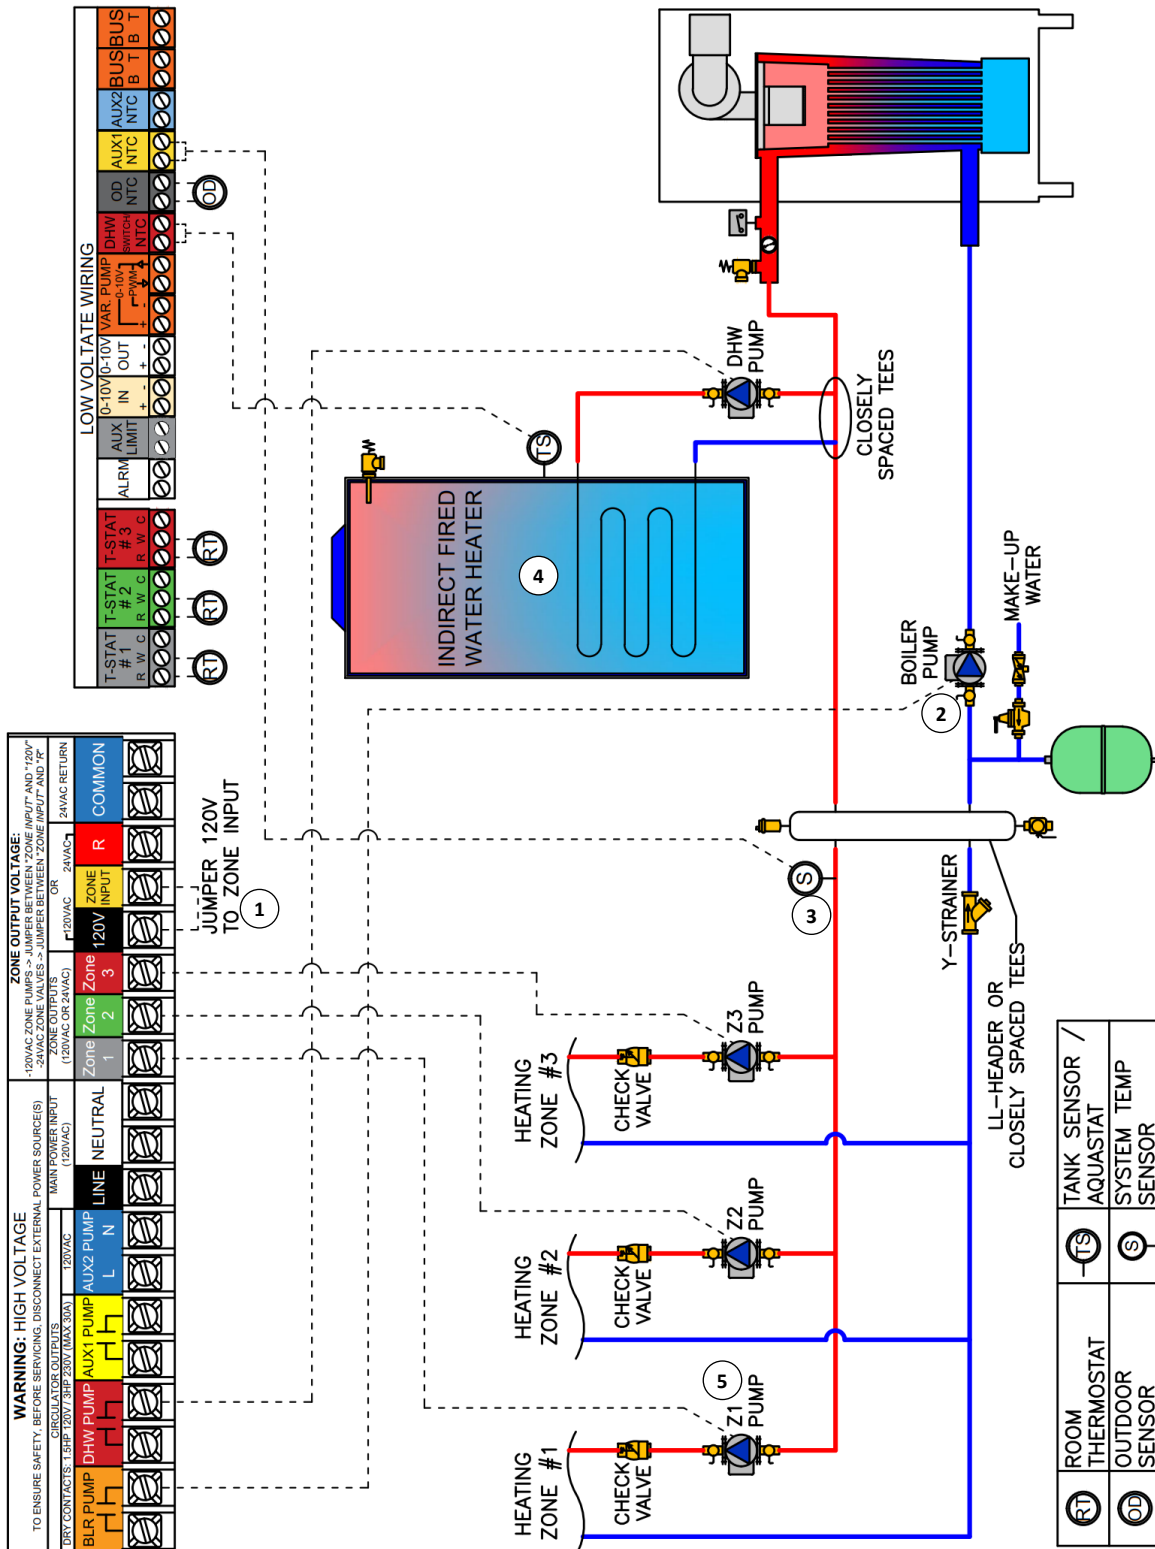 WARNING: HIGH VOLTAGE
TO ENSURE SAFETY, BEFORE SERVICING, DISCONNECT EXTERNAL POWER SOURCE(S)
CIRCULATOR OUTPUTS
DRY CONTACTS: 1.5HP 120V / 3HP 230V (MAX 30A)
120VAC
MAIN POWER INPUT
(120VAC)
ZONE OUTPUT VOLTAGE:
-120VAC ZONE PUMPS -> JUMPER BETWEEN "ZONE INPUT" AND "120V"
-24VAC ZONE VALVES -> JUMPER BETWEEN "ZONE INPUT" AND "R"
ZONE OUTPUTS
(120VAC OR 24VAC)
120VAC OR 24VAC
24VAC RETURN
BLR PUMP
DHW PUMP
AUX1 PUMP
AUX2 PUMP
L N
LINE
NEUTRAL
Zone 1
Zone 2
Zone 3
120V
ZONE INPUT
R
COMMON
JUMPER 120V
TO ZONE INPUT
1
LOW VOLTATE WIRING
T-STAT
#1
R W C
T-STAT
#2
R W C
T-STAT
#3
R W C
ALRM
AUX
LIMIT
0-10V
IN
+ -
0-10V
OUT
+ -
VAR. PUMP
0-10V
PWM
+ -
DHW
SWITCH/
NTC
OD
NTC
AUX1
NTC
AUX2
NTC
BUS
B T
BUS
B T
RT
RT
RT
OD
TS
INDIRECT FIRED
WATER HEATER
4
DHW
PUMP
CLOSELY
SPACED TEES
BOILER
PUMP
2
MAKE-UP
WATER
S
3
Y-STRAINER
LL-HEADER OR
CLOSELY SPACED TEES
HEATING
ZONE #1
CHECK
VALVE
Z1
PUMP
5
HEATING
ZONE #2
CHECK
VALVE
Z2
PUMP
HEATING
ZONE #3
CHECK
VALVE
Z3
PUMP
RT
ROOM
THERMOSTAT
TS
TANK SENSOR /
AQUASTAT
OD
OUTDOOR
SENSOR
S
SYSTEM TEMP
SENSOR